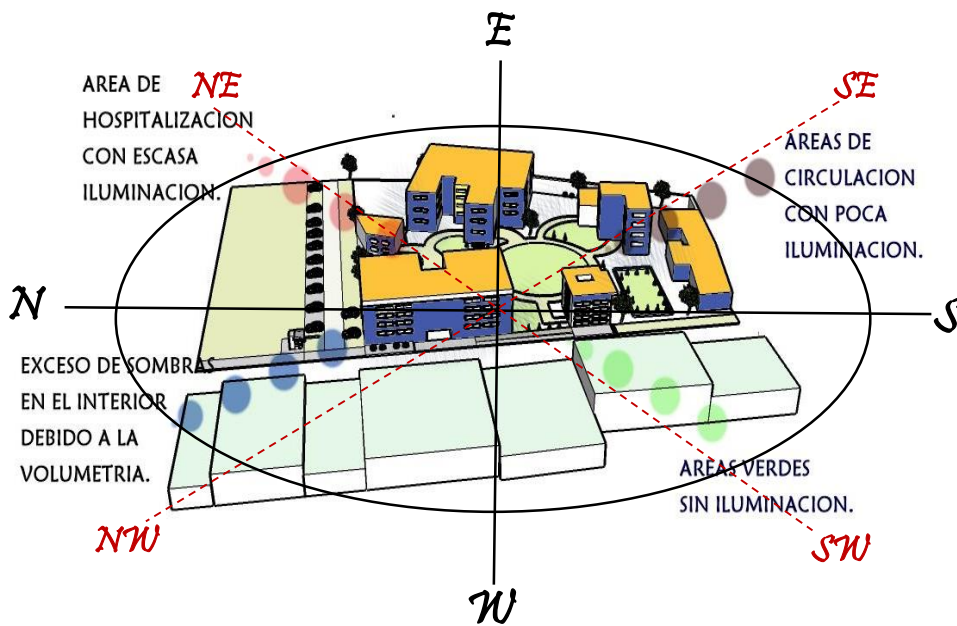 E
AREA DE
HOSPITALIZACION
CON ESCASA
ILUMINACION.
NE
SE
AREAS DE
CIRCULACION
CON POCA
ILUMINACION.
N
S
EXCESO DE SOMBRAS
EN EL INTERIOR
DEBIDO A LA
VOLUMETRIA.
AREAS VERDES
SIN ILUMINACION.
NW
SW
W